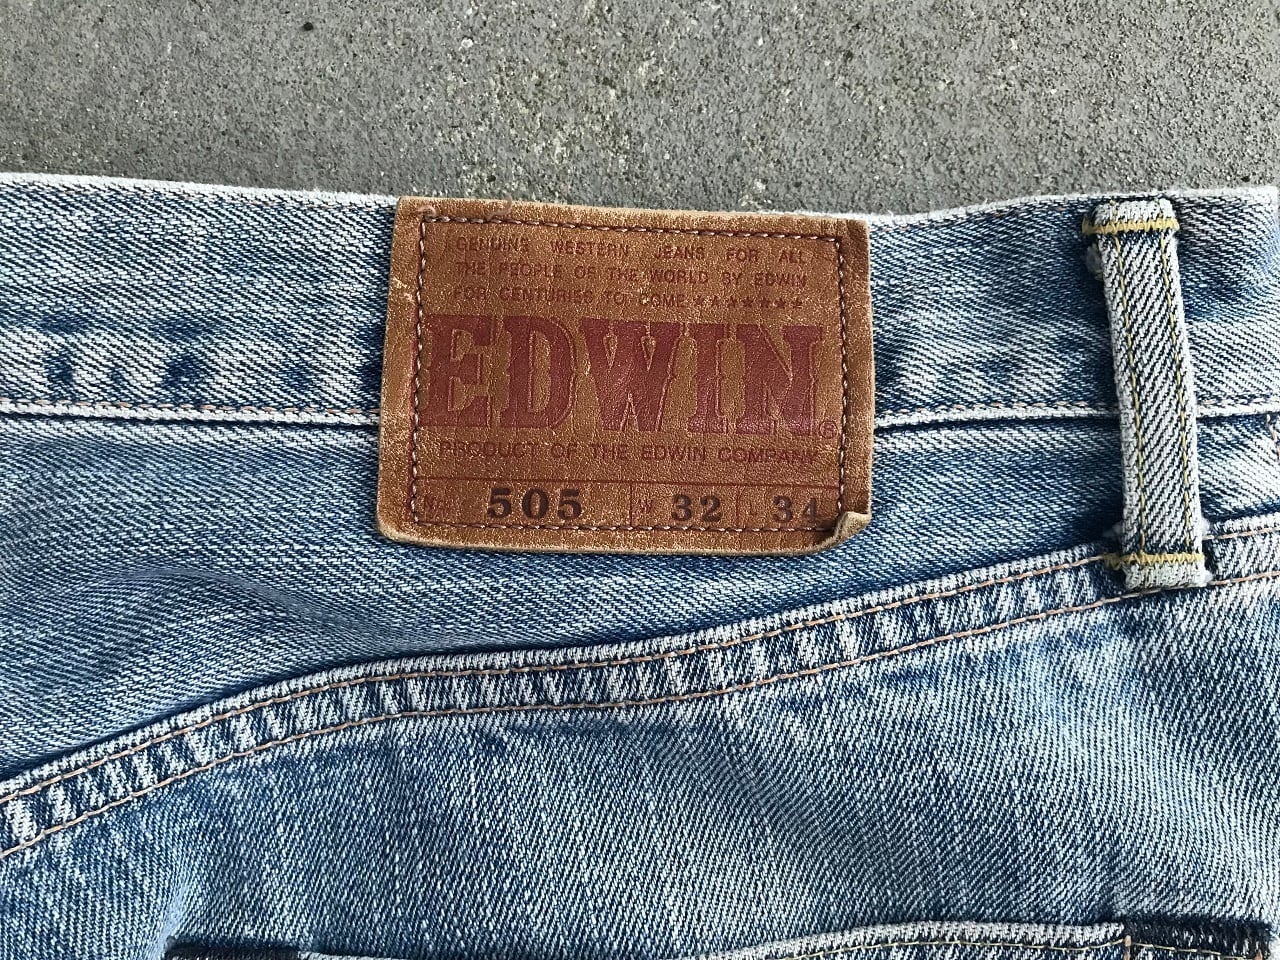 GENUINE WESTERN JEANS FOR ALL
THE PEOPLE OF THE WORLD BY EDWIN
FOR CENTURIES TO COME ★★★★★★★
EDWIN®
PRODUCT OF THE EDWIN COMPANY
No. 505 W 32 L 34